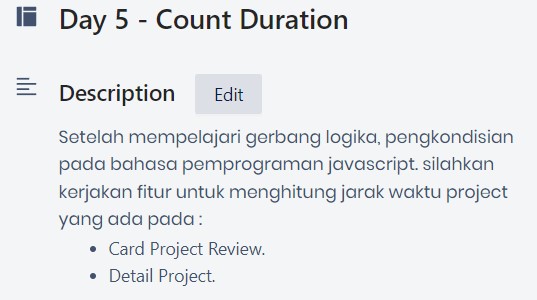 Day 5 - Count Duration
Description
Edit
Setelah mempelajari gerbang logika, pengkondisian
pada bahasa pemprograman javascript. silahkan
kerjakan fitur untuk menghitung jarak waktu project
yang ada pada :
• Card Project Review.
• Detail Project.